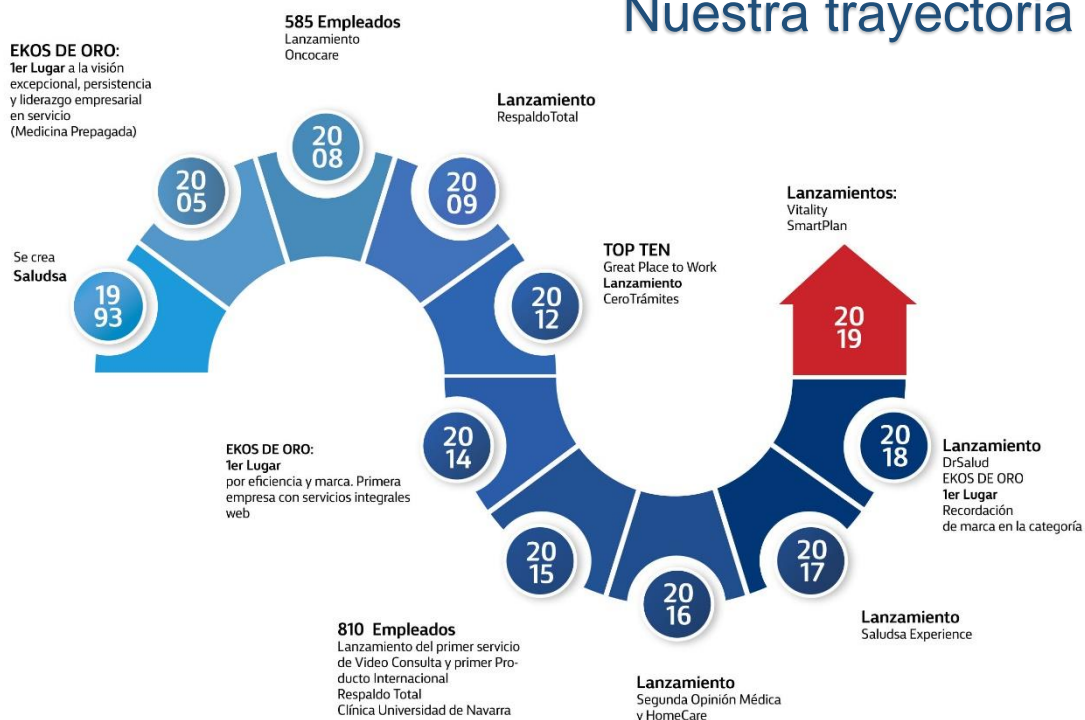 Nuestra trayectoria
Se crea
Saludsa
19
93
EKOS DE ORO:
1er Lugar a la visión
excepcional, persistencia
y liderazgo empresarial
en servicio
(Medicina Prepagada)
20
05
585 Empleados
Lanzamiento
Oncocare
20
08
Lanzamiento
RespaldoTotal
20
09
TOP TEN
Great Place to Work
Lanzamiento
CeroTrámites
20
12
EKOS DE ORO:
1er Lugar
por eficiencia y marca. Primera
empresa con servicios integrales
web
20
14
810 Empleados
Lanzamiento del primer servicio
de Video Consulta y primer Pro-
ducto Internacional
Respaldo Total
Clínica Universidad de Navarra
20
15
Lanzamiento
Segunda Opinión Médica
y HomeCare
20
16
Lanzamiento
Saludsa Experience
20
17
Lanzamiento
DrSalud
EKOS DE ORO
1er Lugar
Recordación
de marca en la categoría
20
18
Lanzamientos:
Vitality
SmartPlan
20
19